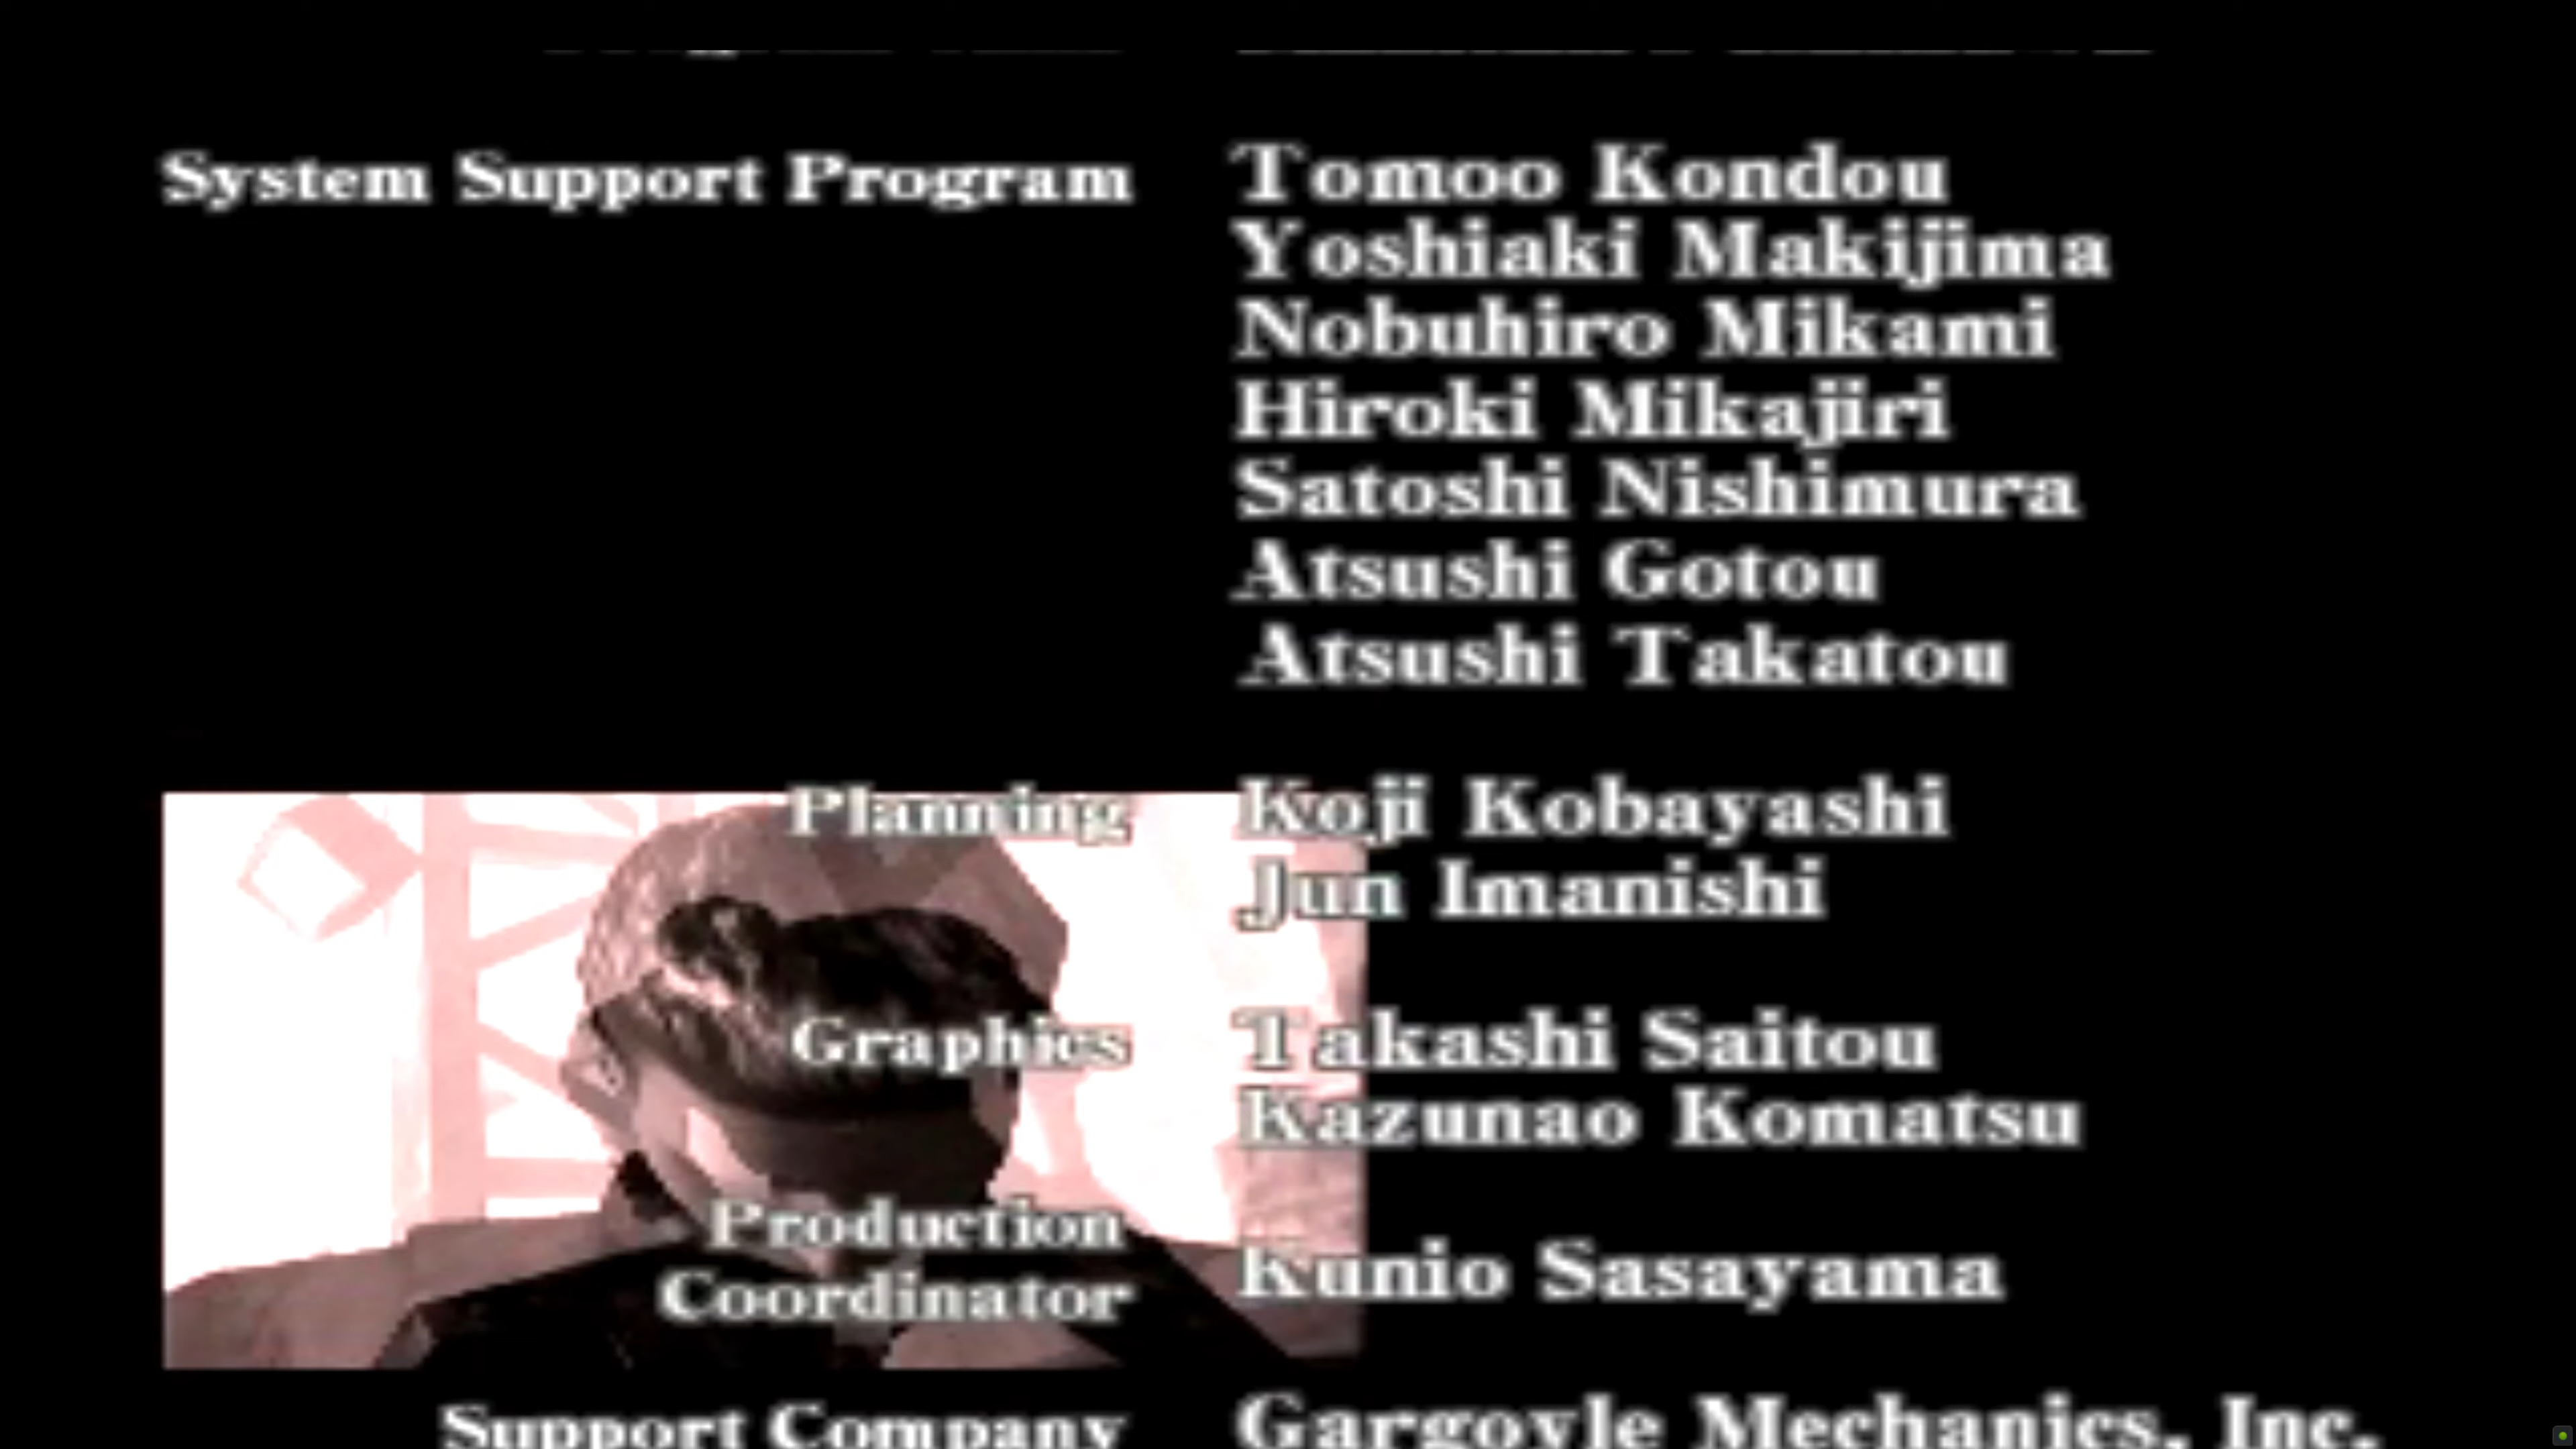 System Support Program Tomoo Kondou
Yoshiaki Makijima
Nobuhiro Mikami
Hiroki Mikajiri
Satoshi Nishimura
Atsushi Gotou
Atsushi Takatou
Planning Koji Kobayashi
Jun Imanishi
Graphics Takashi Saitou
Kazunao Komatsu
Production
Coordinator Kunio Sasayama
Support Company Gargoyle Mechanics, Inc.